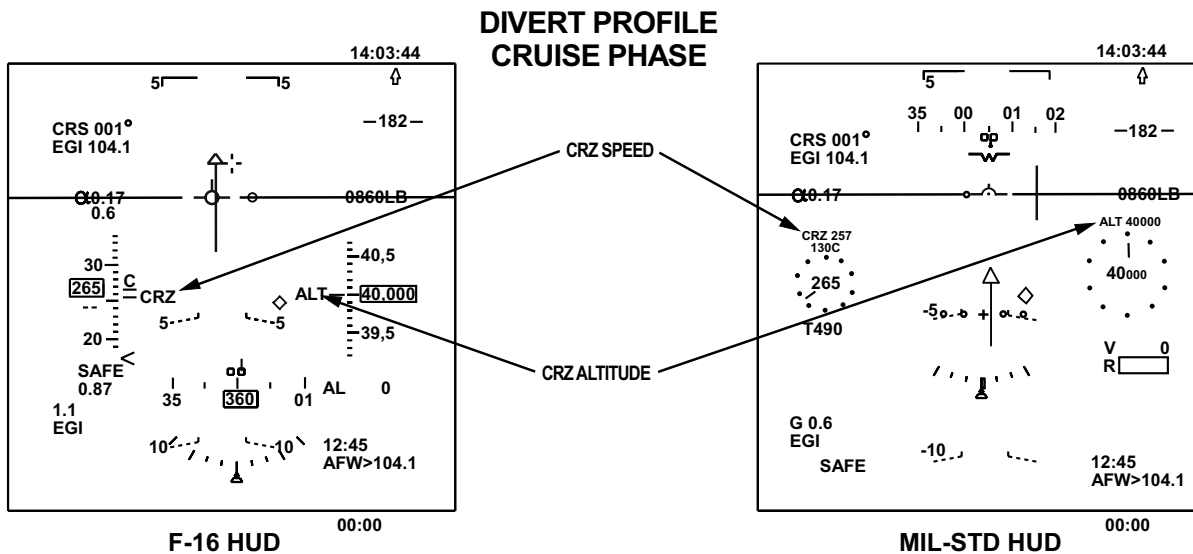 DIVERT PROFILE
CRUISE PHASE
14:03:44
5 5
-182-
CRS 001°
EGI 104.1
α0.17
0.6
0860LB
30
265
C
CRZ
20
SAFE
0.87
1.1
EGI
5 5
ALT
40,5
40,000
39,5
35 360 01
AL 0
10 10
12:45
AFW>104.1
00:00
F-16 HUD
CRZ SPEED
CRZ ALTITUDE
14:03:44
5
35 00 01 02
-182-
CRS 001°
EGI 104.1
α0.17
0860LB
CRZ 257
130C
265
T490
ALT 40000
40000
-5
V 0
R
G 0.6
EGI
SAFE
-10
12:45
AFW>104.1
00:00
MIL-STD HUD